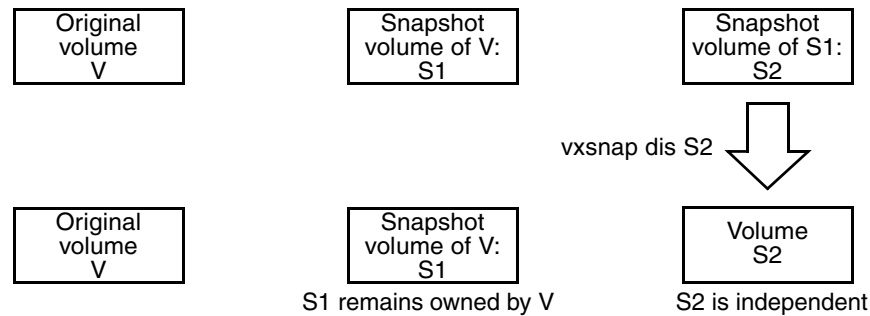 Original
volume
V
Snapshot
volume of V:
S1
Snapshot
volume of S1:
S2
vxsnap dis S2
Original
volume
V
Snapshot
volume of V:
S1
Volume
S2
S1 remains owned by V
S2 is independent